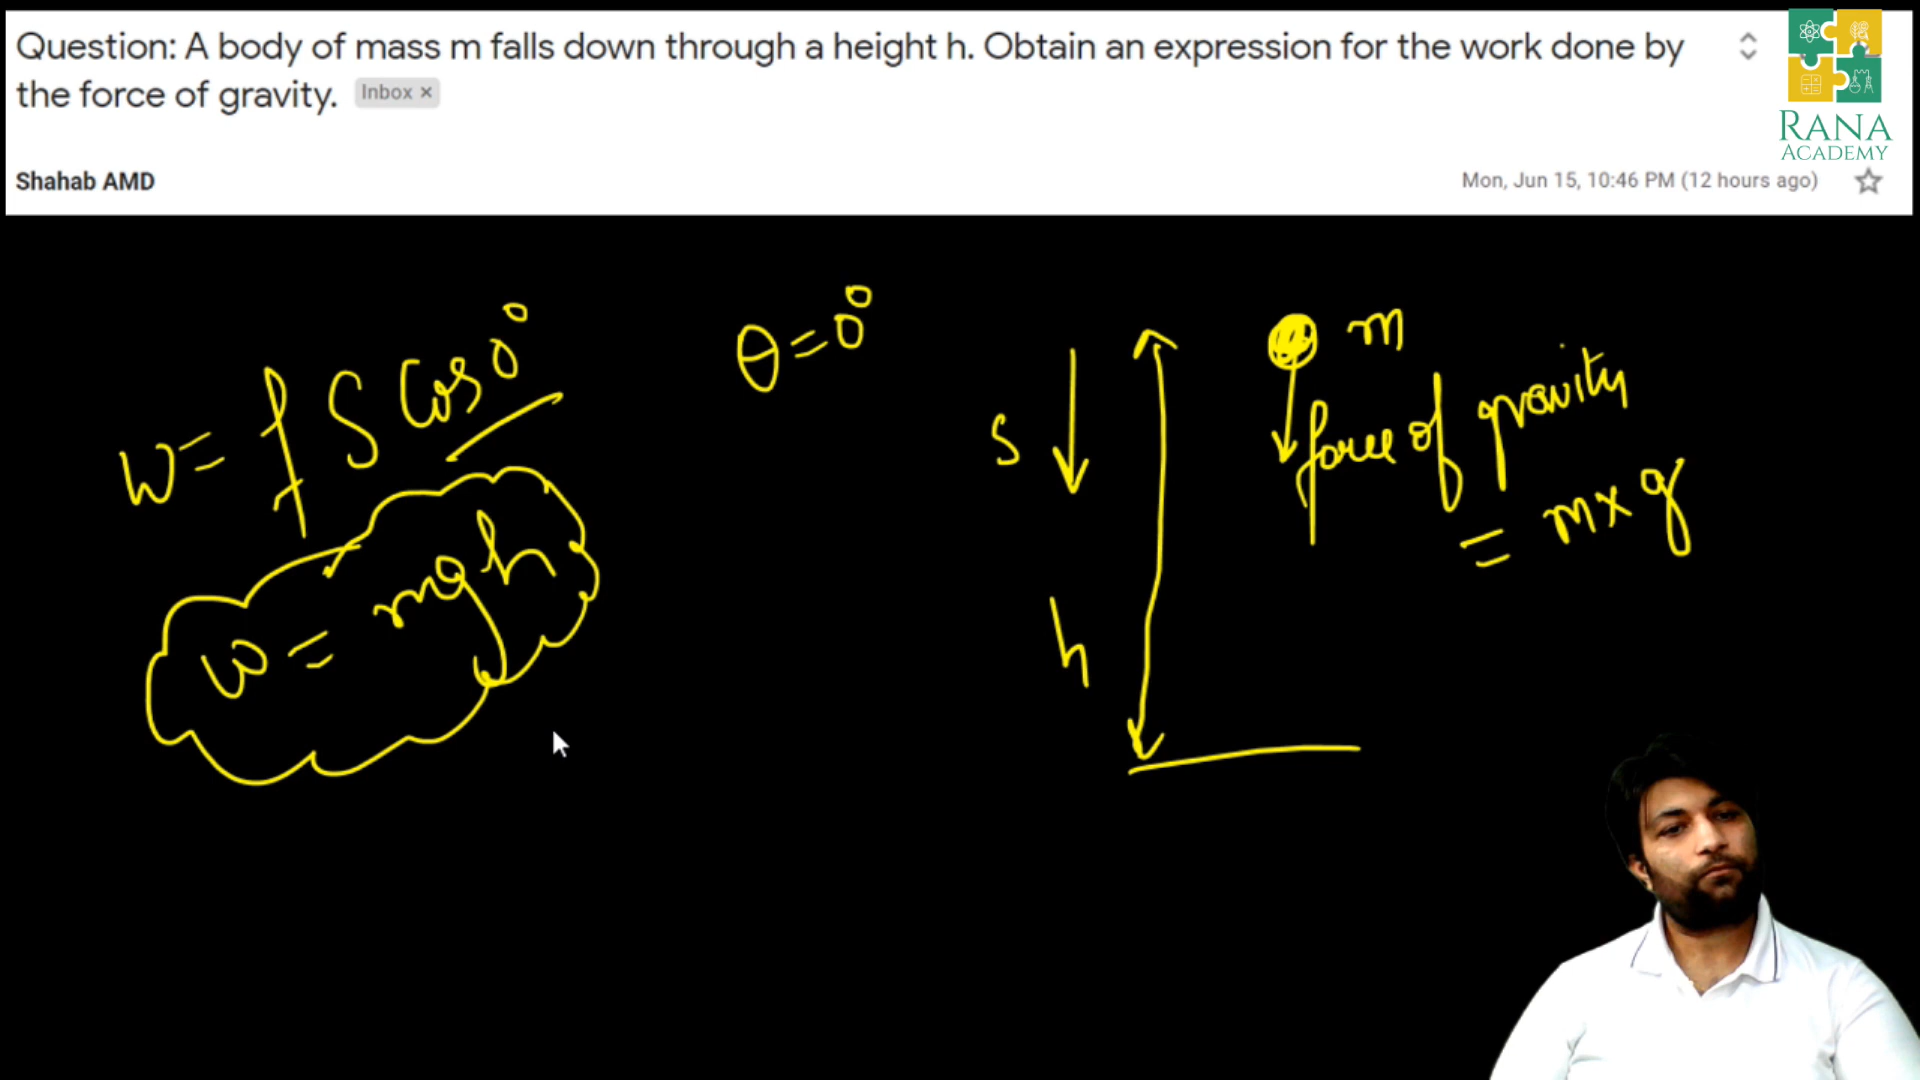 Question: A body of mass m falls down through a height h. Obtain an expression for the work done by
the force of gravity. Inbox ×
RANA
ACADEMY
Shahab AMD
Mon, Jun 15, 10:46 PM (12 hours ago)
W = f S Cos 0°
θ = 0°
m
S
force of gravity
= m × g
W = mgh
h